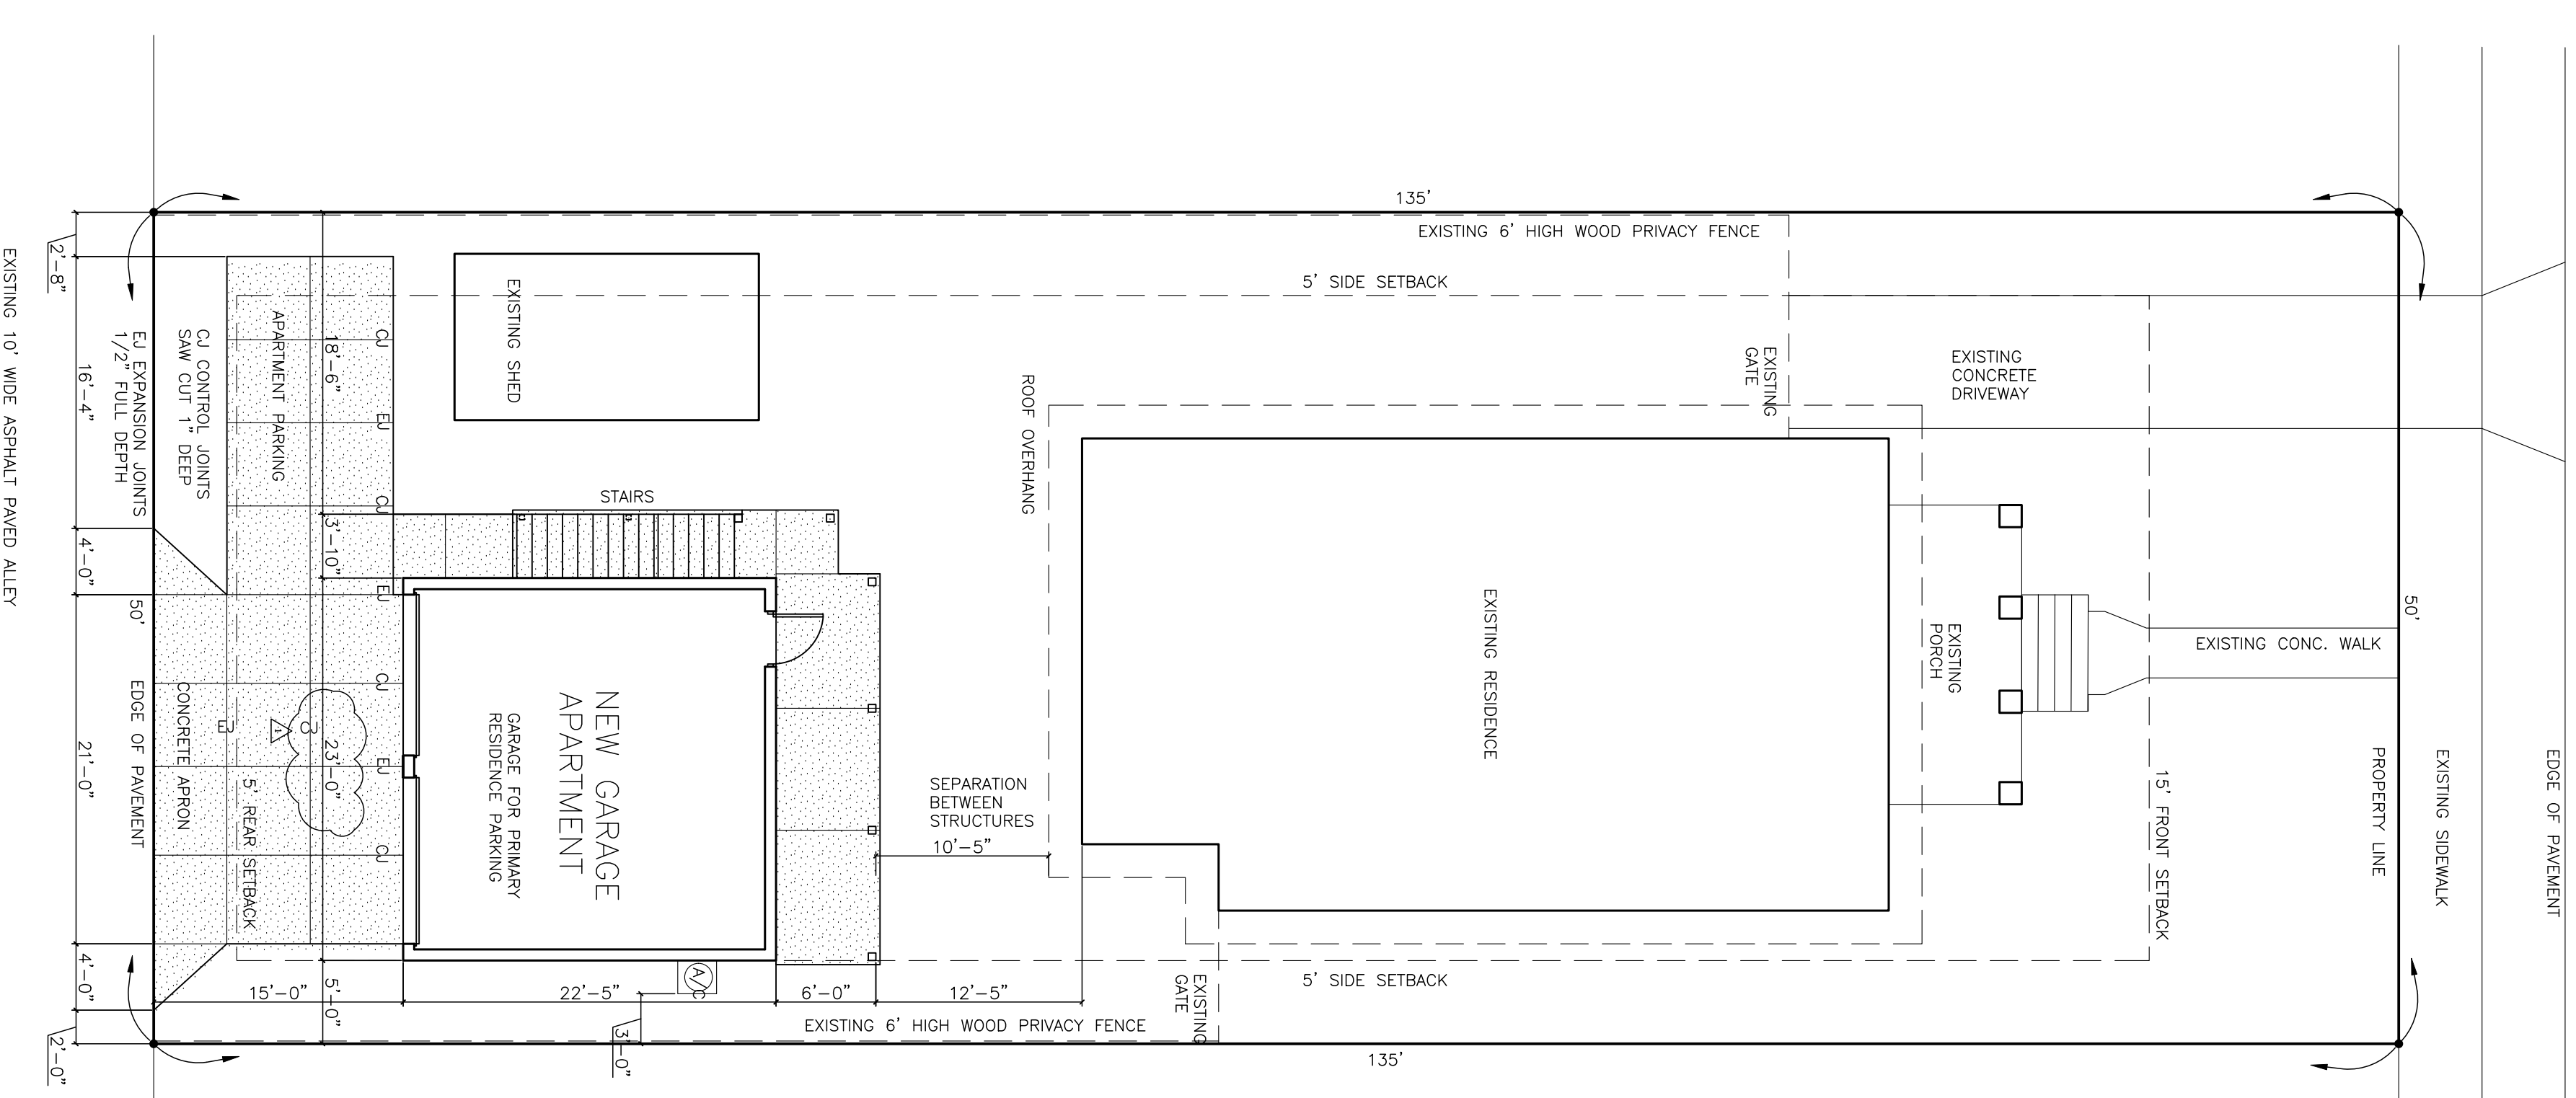 135'
EXISTING 6' HIGH WOOD PRIVACY FENCE
5' SIDE SETBACK
EXISTING 10' WIDE ASPHALT PAVED ALLEY
2'-8"
16'-4"
4'-0"
21'-0"
4'-0"
2'-0"
EJ EXPANSION JOINTS
1/2" FULL DEPTH
CJ CONTROL JOINTS
SAW CUT 1" DEEP
APARTMENT PARKING
18'-6"
3'-10"
23'-0"
5'-0"
CJ
EJ
CJ
EJ
CJ
EJ
CJ
EJ
CJ
1
50'
EDGE OF PAVEMENT
CONCRETE APRON
5' REAR SETBACK
EXISTING SHED
STAIRS
NEW GARAGE
APARTMENT
GARAGE FOR PRIMARY
RESIDENCE PARKING
A/C
15'-0"
22'-5"
6'-0"
12'-5"
3'-0"
EXISTING 6' HIGH WOOD PRIVACY FENCE
SEPARATION
BETWEEN
STRUCTURES
10'-5"
ROOF OVERHANG
EXISTING RESIDENCE
EXISTING
GATE
EXISTING
GATE
5' SIDE SETBACK
135'
EXISTING
CONCRETE
DRIVEWAY
EXISTING
PORCH
15' FRONT SETBACK
EXISTING CONC. WALK
50'
PROPERTY LINE
EXISTING SIDEWALK
EDGE OF PAVEMENT